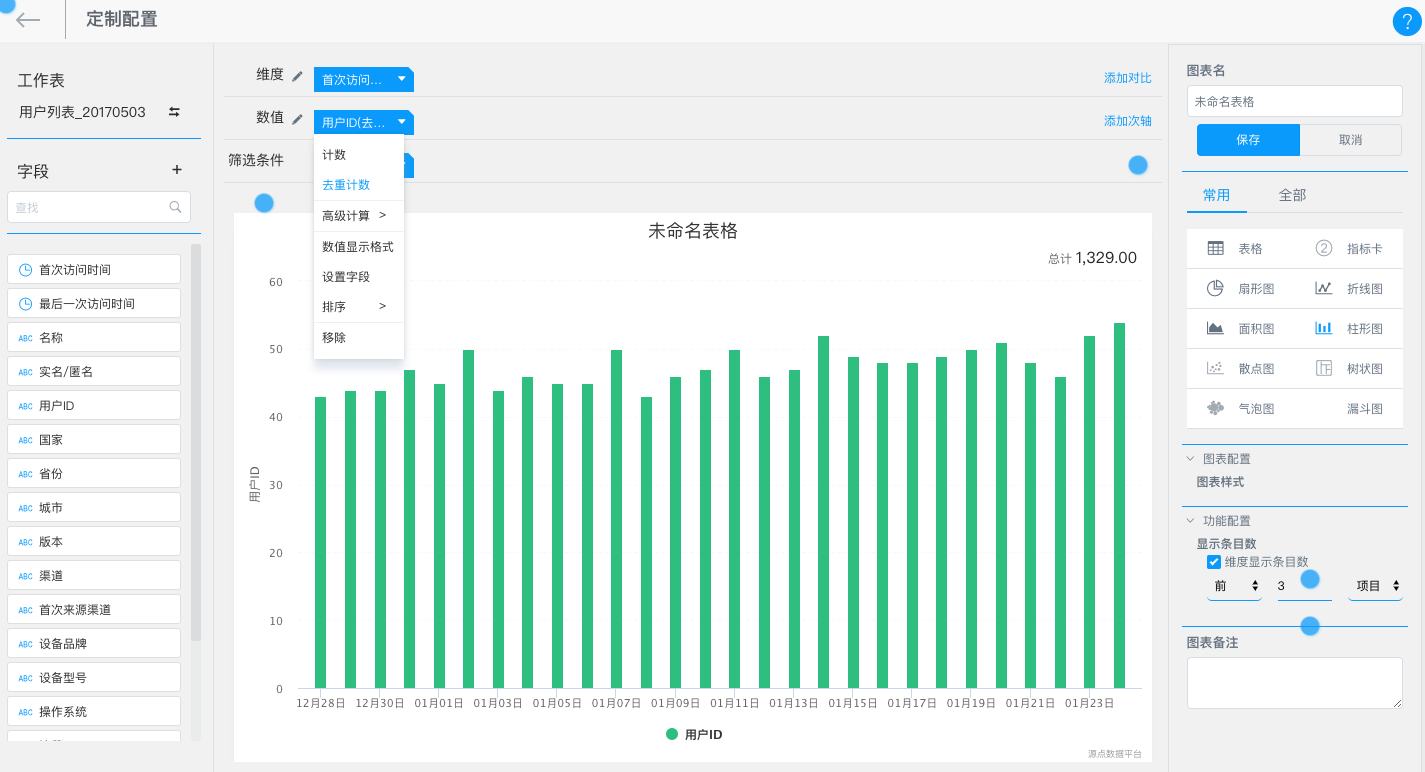 定制配置
?
工作表
用户列表_20170503
字段
+
查找
首次访问时间
最后一次访问时间
ABC 名称
ABC 实名/匿名
ABC 用户ID
ABC 国家
ABC 省份
ABC 城市
ABC 版本
ABC 渠道
ABC 首次来源渠道
ABC 设备品牌
ABC 设备型号
ABC 操作系统
维度
首次访问...
添加对比
数值
用户ID(去...
添加次轴
筛选条件
计数
去重计数
高级计算 >
数值显示格式
设置字段
排序 >
移除
未命名表格
总计 1,329.00
用户ID
60
50
40
30
20
10
0
12月28日 12月30日 01月01日 01月03日 01月05日 01月07日 01月09日 01月11日 01月13日 01月15日 01月17日 01月19日 01月21日 01月23日
用户ID
源点数据平台
图表名
未命名表格
保存 取消
常用 全部
表格 2 指标卡
扇形图 折线图
面积图 柱形图
散点图 树状图
气泡图 漏斗图
图表配置
图表样式
功能配置
显示条目数
维度显示条目数
前 3 项目
图表备注